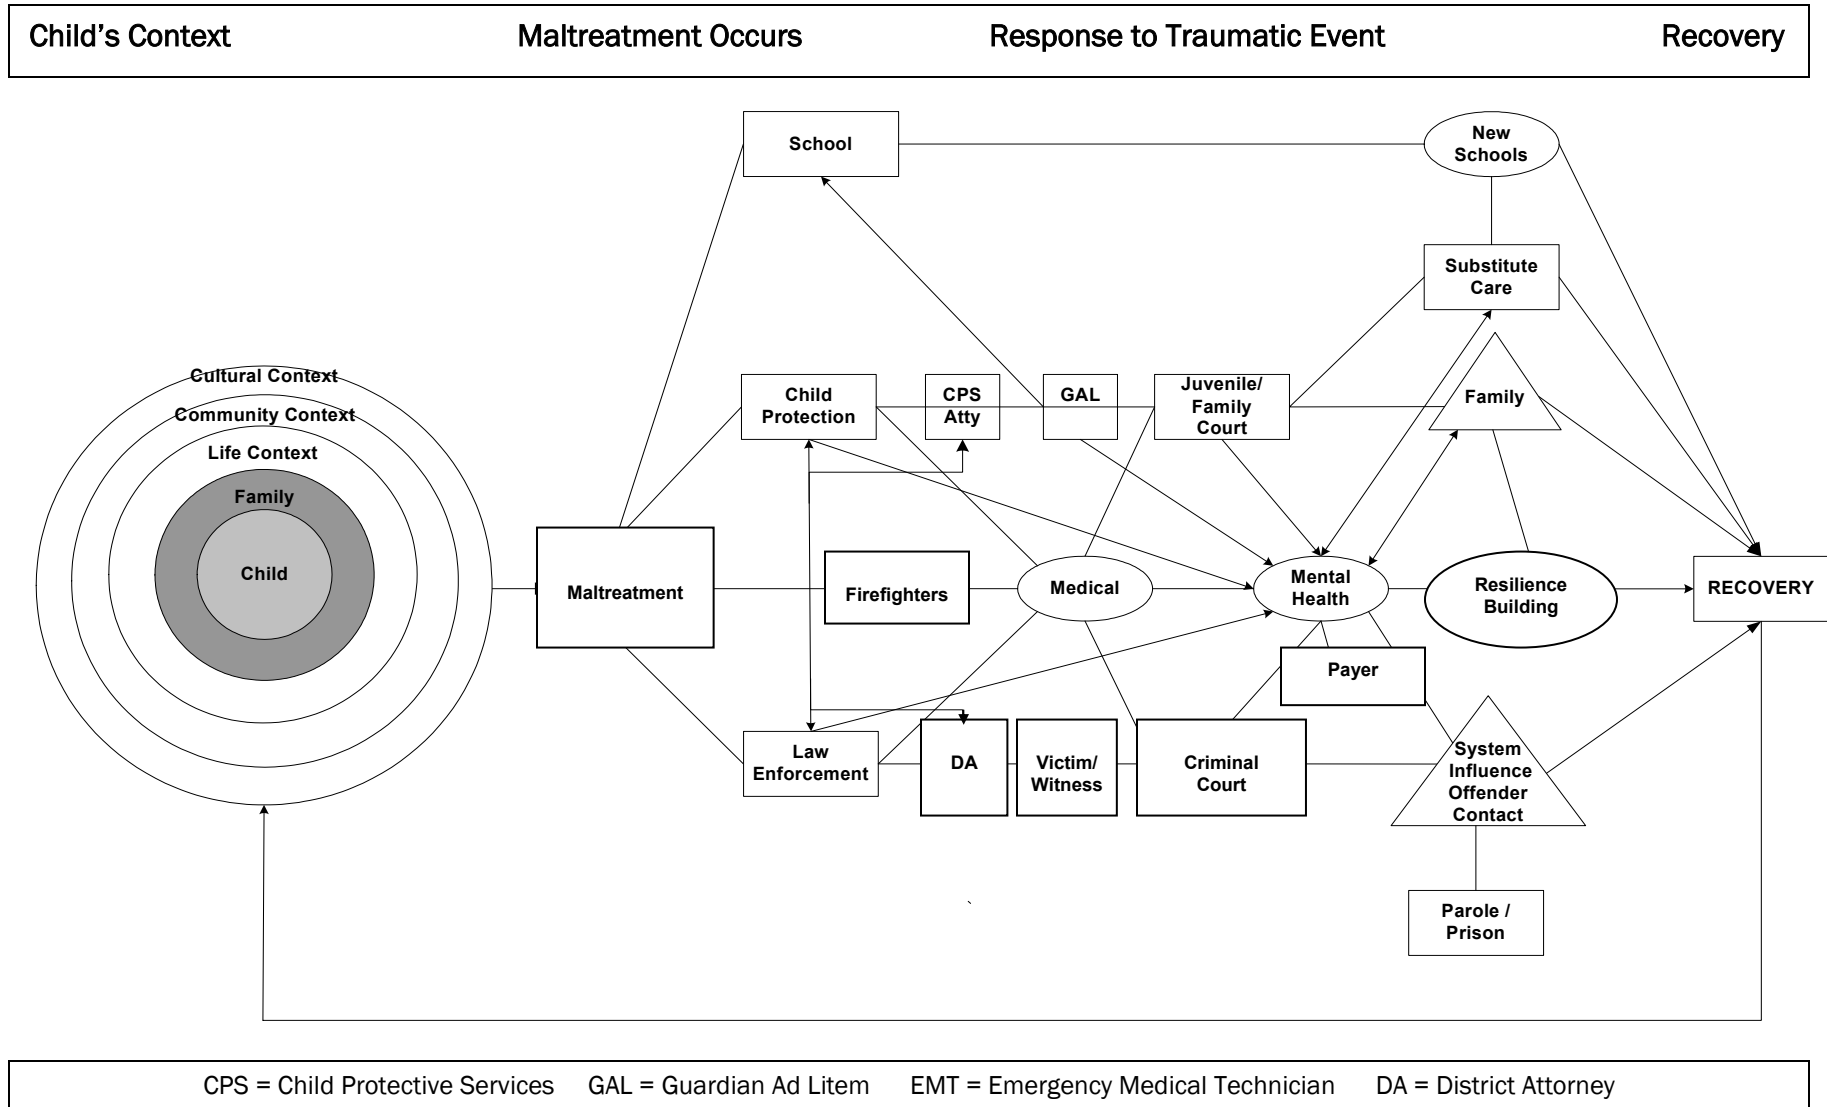 Child's Context Maltreatment Occurs Response to Traumatic Event Recovery
School
New
Schools
Substitute
Care
Cultural Context
Community Context
Life Context
Family
Child
Child
Protection
CPS
Atty
GAL
Juvenile/
Family
Court
Family
Maltreatment
Firefighters
Medical
Mental
Health
Resilience
Building
RECOVERY
Payer
Law
Enforcement
DA
Victim/
Witness
Criminal
Court
System
Influence
Offender
Contact
Parole /
Prison
CPS = Child Protective Services GAL = Guardian Ad Litem EMT = Emergency Medical Technician DA = District Attorney